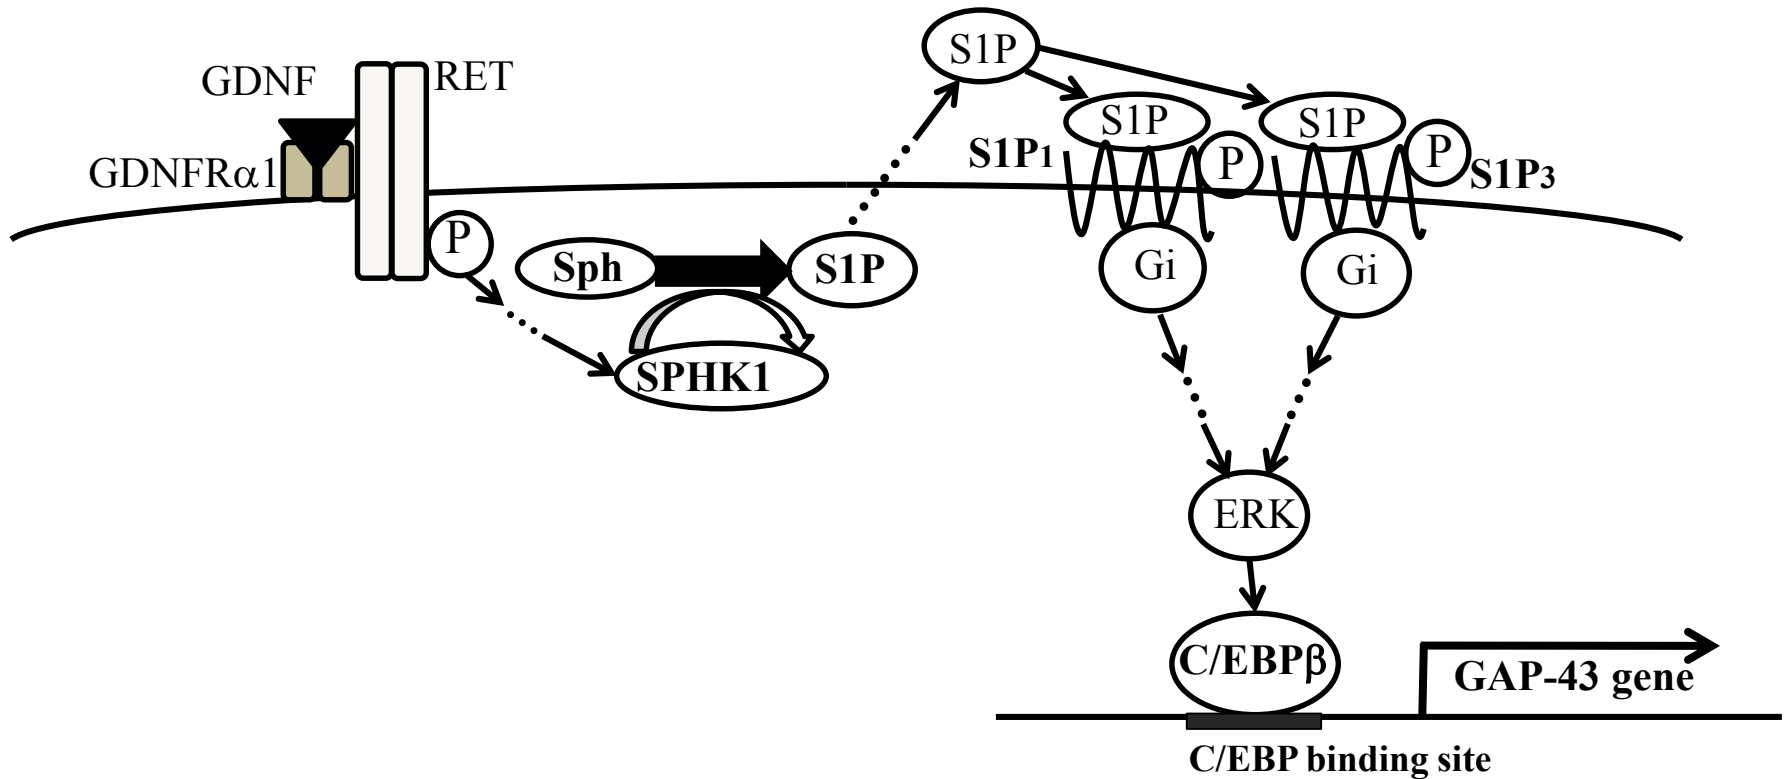 S1P
GDNF
RET
S1P
S1P
GDNFRα1
S1P1
P
P
S1P3
P
Sph
S1P
Gi
Gi
SPHK1
ERK
C/EBPβ
GAP-43 gene
C/EBP binding site